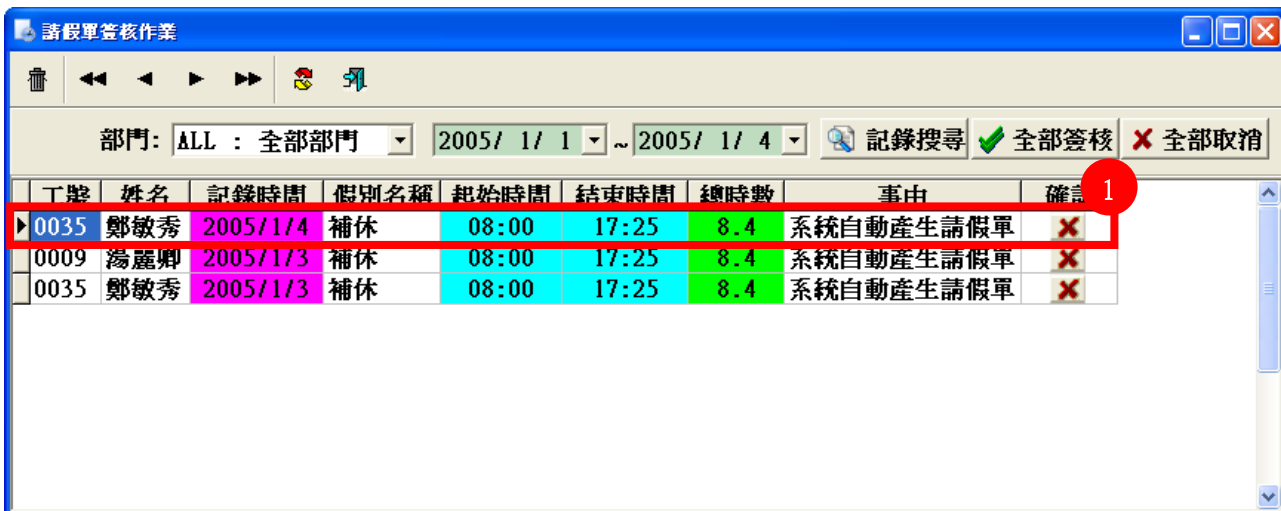 請假單簽核作業
部門: ALL : 全部部門 2005/ 1/ 1 ~ 2005/ 1/ 4 記錄搜尋 全部簽核 全部取消
工號 姓名 記錄時間 假別名稱 起始時間 結束時間 總時數 事由 確認 1
0035 鄭敏秀 2005/1/4 補休 08:00 17:25 8.4 系統自動產生請假單
0009 湯麗卿 2005/1/3 補休 08:00 17:25 8.4 系統自動產生請假單
0035 鄭敏秀 2005/1/3 補休 08:00 17:25 8.4 系統自動產生請假單